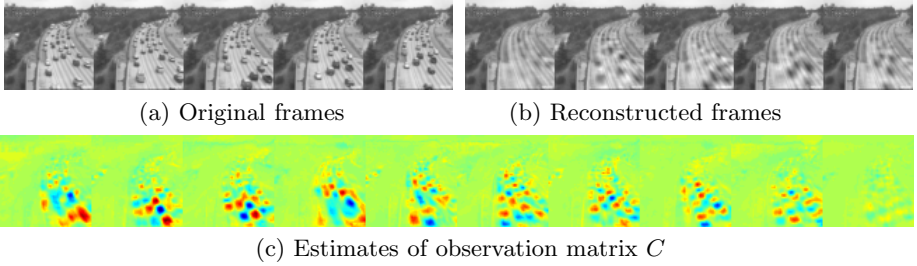 (a) Original frames
(b) Reconstructed frames
(c) Estimates of observation matrix C